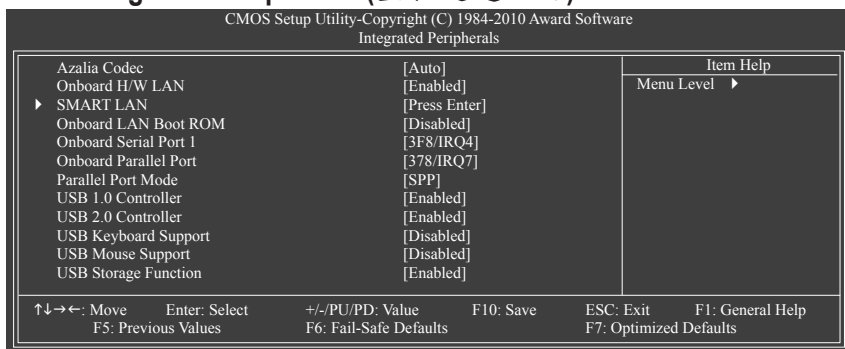 CMOS Setup Utility-Copyright (C) 1984-2010 Award Software
Integrated Peripherals
Azalia Codec [Auto]
Onboard H/W LAN [Enabled]
SMART LAN [Press Enter]
Onboard LAN Boot ROM [Disabled]
Onboard Serial Port 1 [3F8/IRQ4]
Onboard Parallel Port [378/IRQ7]
Parallel Port Mode [SPP]
USB 1.0 Controller [Enabled]
USB 2.0 Controller [Enabled]
USB Keyboard Support [Disabled]
USB Mouse Support [Disabled]
USB Storage Function [Enabled]
Item Help
Menu Level
↑↓→←: Move Enter: Select +/-/PU/PD: Value F10: Save ESC: Exit F1: General Help
F5: Previous Values F6: Fail-Safe Defaults F7: Optimized Defaults